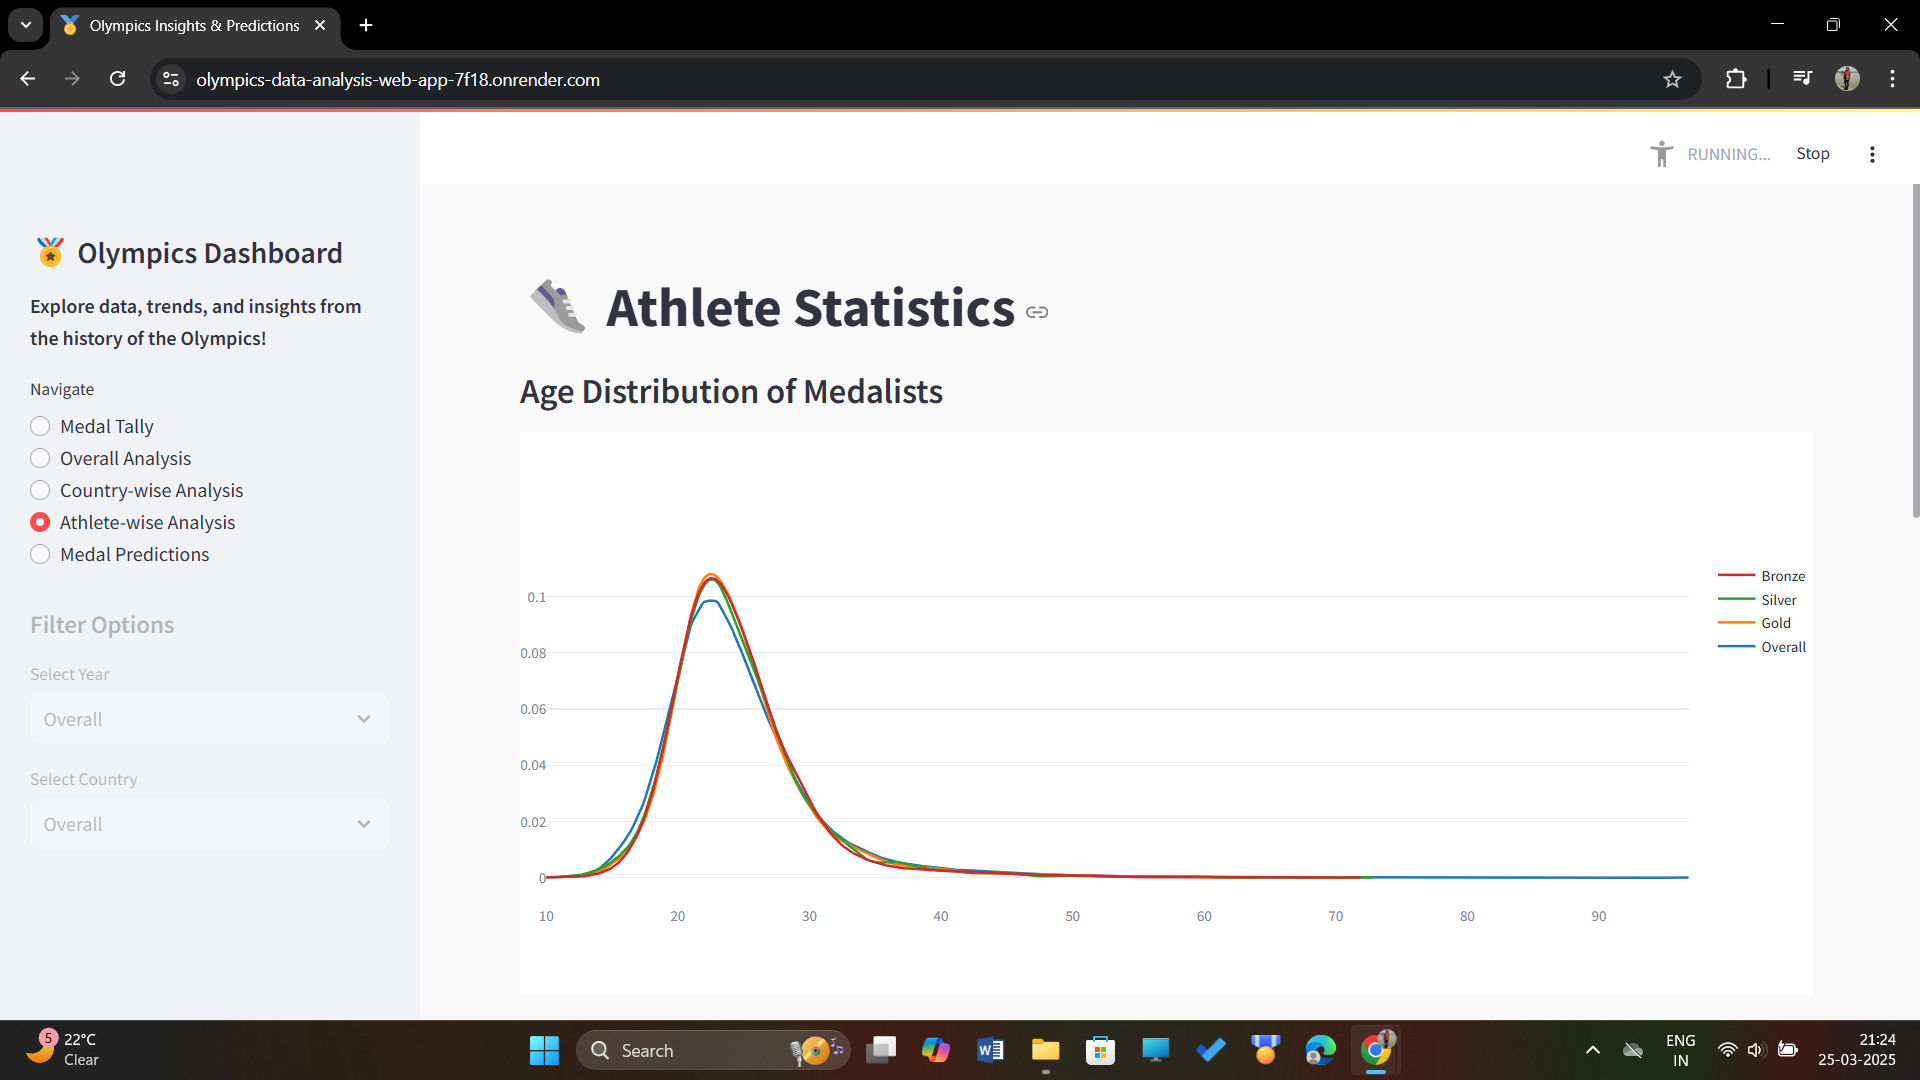 Olympics Insights & Predictions
olympics-data-analysis-web-app-7f18.onrender.com
RUNNING...
Stop
Olympics Dashboard
Explore data, trends, and insights from
the history of the Olympics!
Navigate
Medal Tally
Overall Analysis
Country-wise Analysis
Athlete-wise Analysis
Medal Predictions
Filter Options
Select Year
Overall
Select Country
Overall
Athlete Statistics
Age Distribution of Medalists
0.1
0.08
0.06
0.04
0.02
0
10 20 30 40 50 60 70 80 90
Bronze
Silver
Gold
Overall
5
22°C
Clear
Search
ENG
IN
21:24
25-03-2025